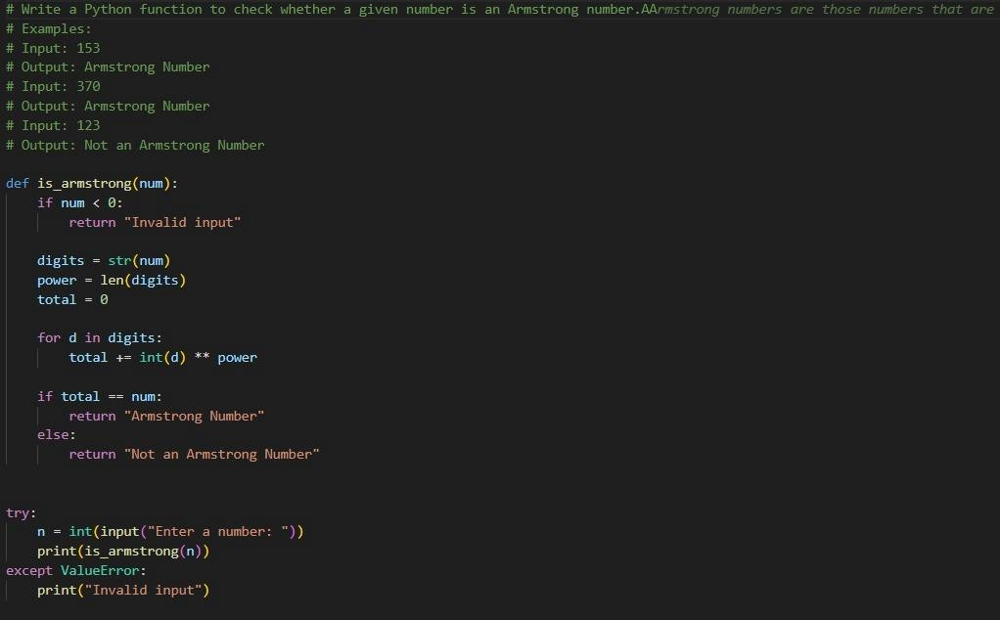 # Write a Python function to check whether a given number is an Armstrong number.AArmstrong numbers are those numbers that are
# Examples:
# Input: 153
# Output: Armstrong Number
# Input: 370
# Output: Armstrong Number
# Input: 123
# Output: Not an Armstrong Number
def is_armstrong(num):
    if num < 0:
        return "Invalid input"
    digits = str(num)
    power = len(digits)
    total = 0
    for d in digits:
        total += int(d) ** power
    if total == num:
        return "Armstrong Number"
    else:
        return "Not an Armstrong Number"
try:
    n = int(input("Enter a number: "))
    print(is_armstrong(n))
except ValueError:
    print("Invalid input")